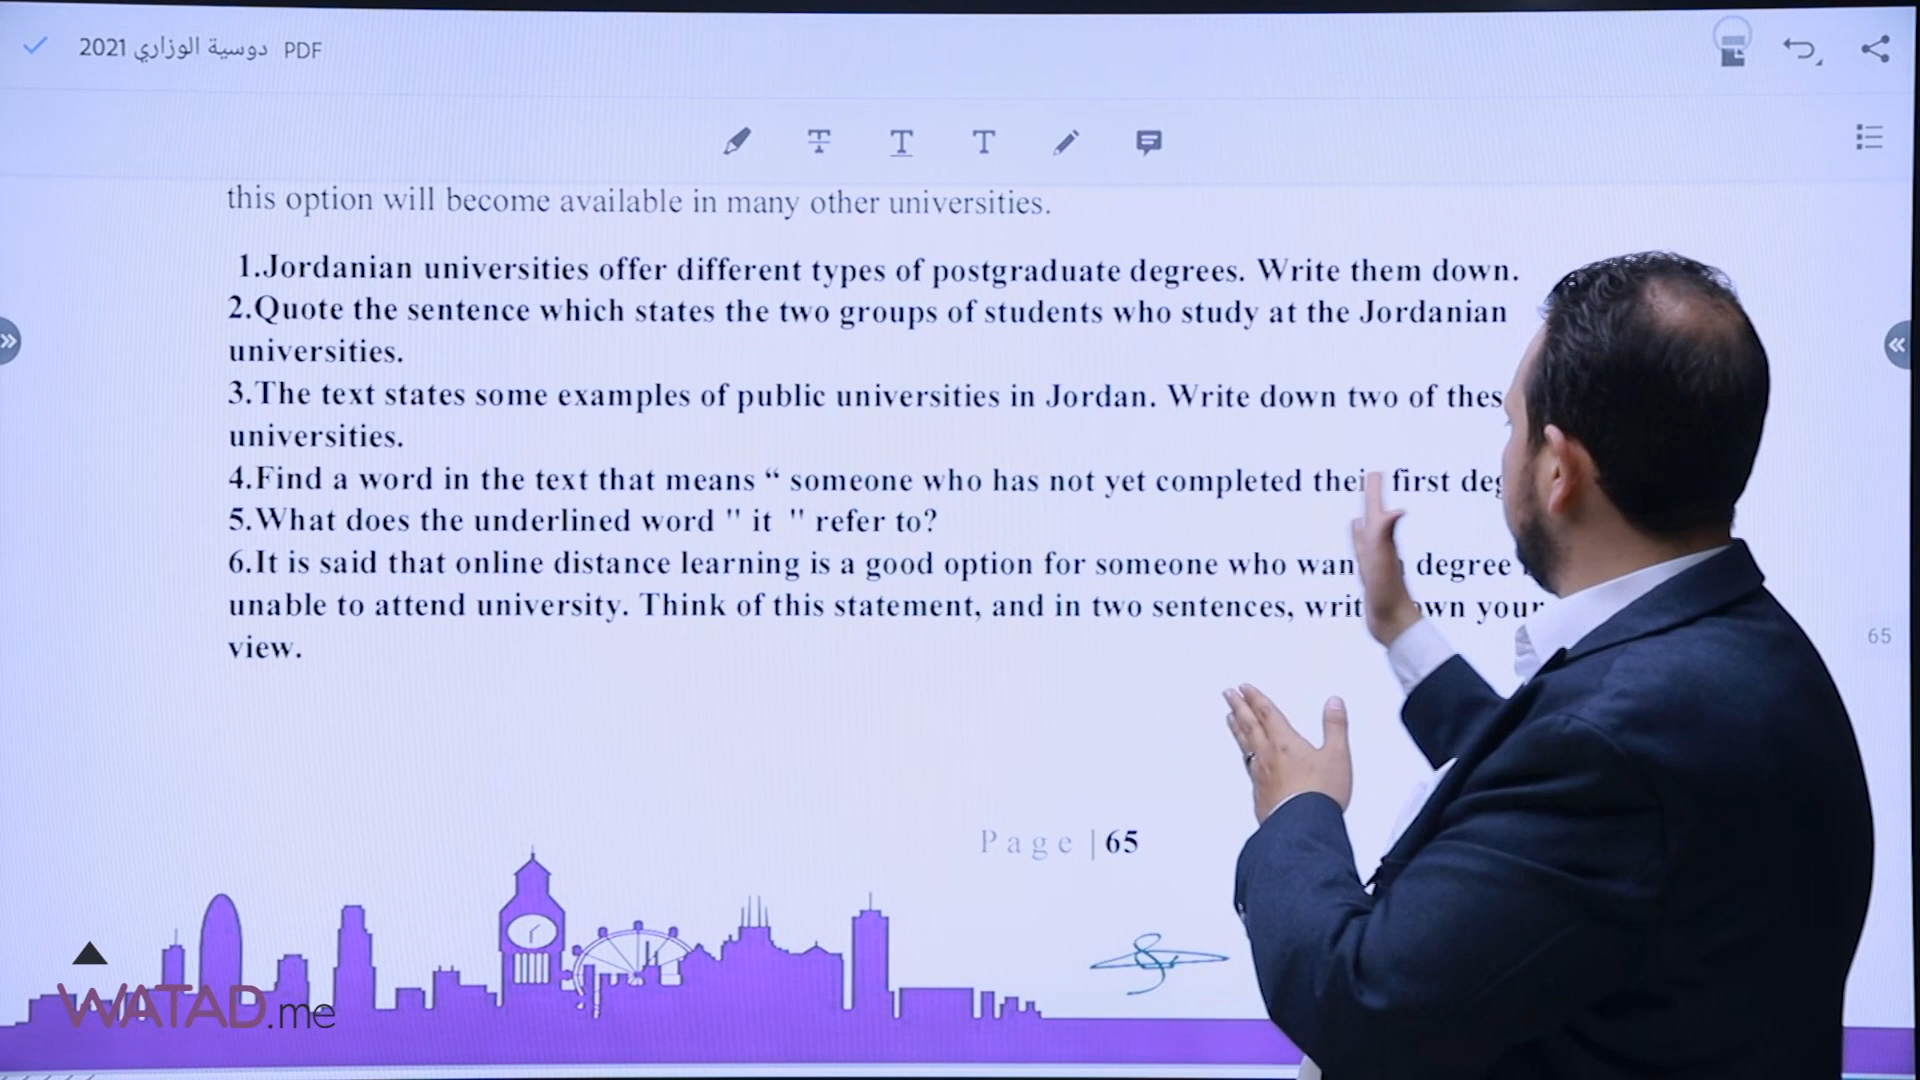 دوسية الوزاري 2021 PDF
this option will become available in many other universities.
1.Jordanian universities offer different types of postgraduate degrees. Write them down.
2.Quote the sentence which states the two groups of students who study at the Jordanian
universities.
3.The text states some examples of public universities in Jordan. Write down two of
universities.
4.Find a word in the text that means “ someone who has not yet completed their first
5.What does the underlined word " it " refer to?
6.It is said that online distance learning is a good option for someone who degree
unable to attend university. Think of this statement, and in two sentences, your
view.
65
Page | 65
WATAD.me